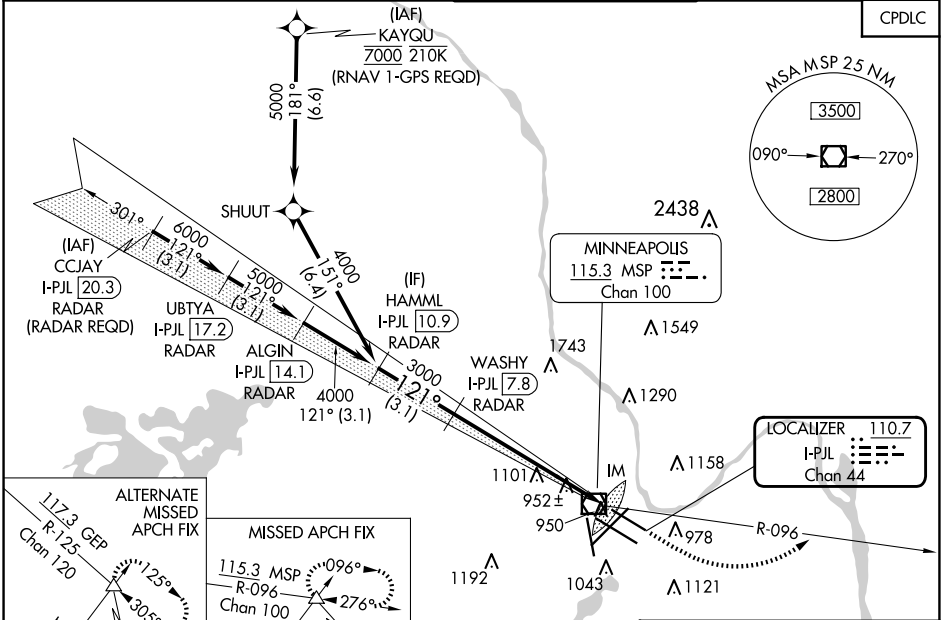 CPDLC
(IAF)
KAYQU
7000 210K
(RNAV 1-GPS REQD)
5000
181°
(6.6)
MSA MSP 25 NM
3500
090°
270°
2800
SHUUT
4000
151°
(6.4)
2438
301°
6000
121°
(3.1)
(IAF)
CCJAY
I-PJL 20.3
RADAR
(RADAR REQD)
5000
121°
(3.1)
UBTYA
I-PJL 17.2
RADAR
ALGIN
I-PJL 14.1
RADAR
4000
121° (3.1)
(IF)
HAMML
I-PJL 10.9
RADAR
3000
121°
(3.1)
WASHY
I-PJL 7.8
RADAR
MINNEAPOLIS
115.3 MSP
Chan 100
1549
1743
1290
LOCALIZER 110.7
I-PJL
Chan 44
1158
1101
IM
952±
950
978
R-096
1192
1043
1121
ALTERNATE
MISSED
APCH FIX
117.3 GEP
R-125
Chan 120
125°
305°
MISSED APCH FIX
115.3 MSP
R-096
Chan 100
096°
276°